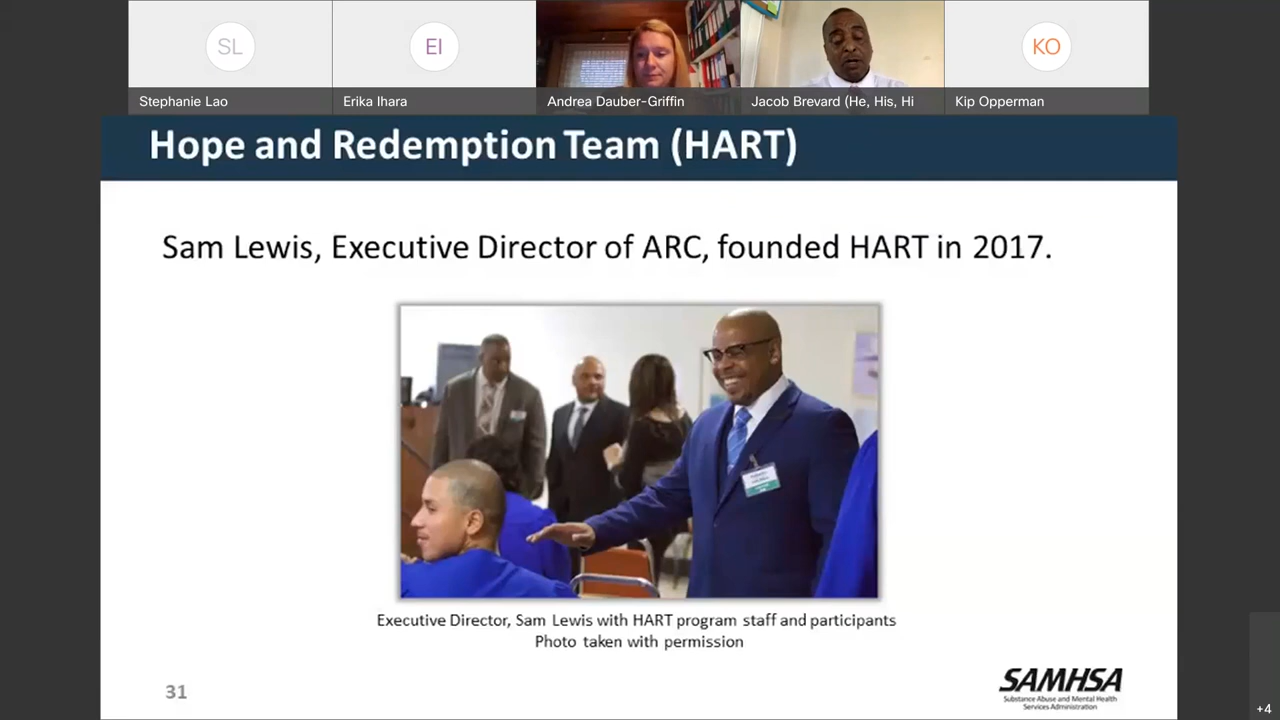 SL
EI
KO
Stephanie Lao
Erika Ihara
Andrea Dauber-Griffin
Jacob Brevard (He, His, Hi
Kip Opperman
Hope and Redemption Team (HART)
Sam Lewis, Executive Director of ARC, founded HART in 2017.
Executive Director, Sam Lewis with HART program staff and participants
Photo taken with permission
31
SAMHSA
Substance Abuse and Mental Health
Services Administration
+4